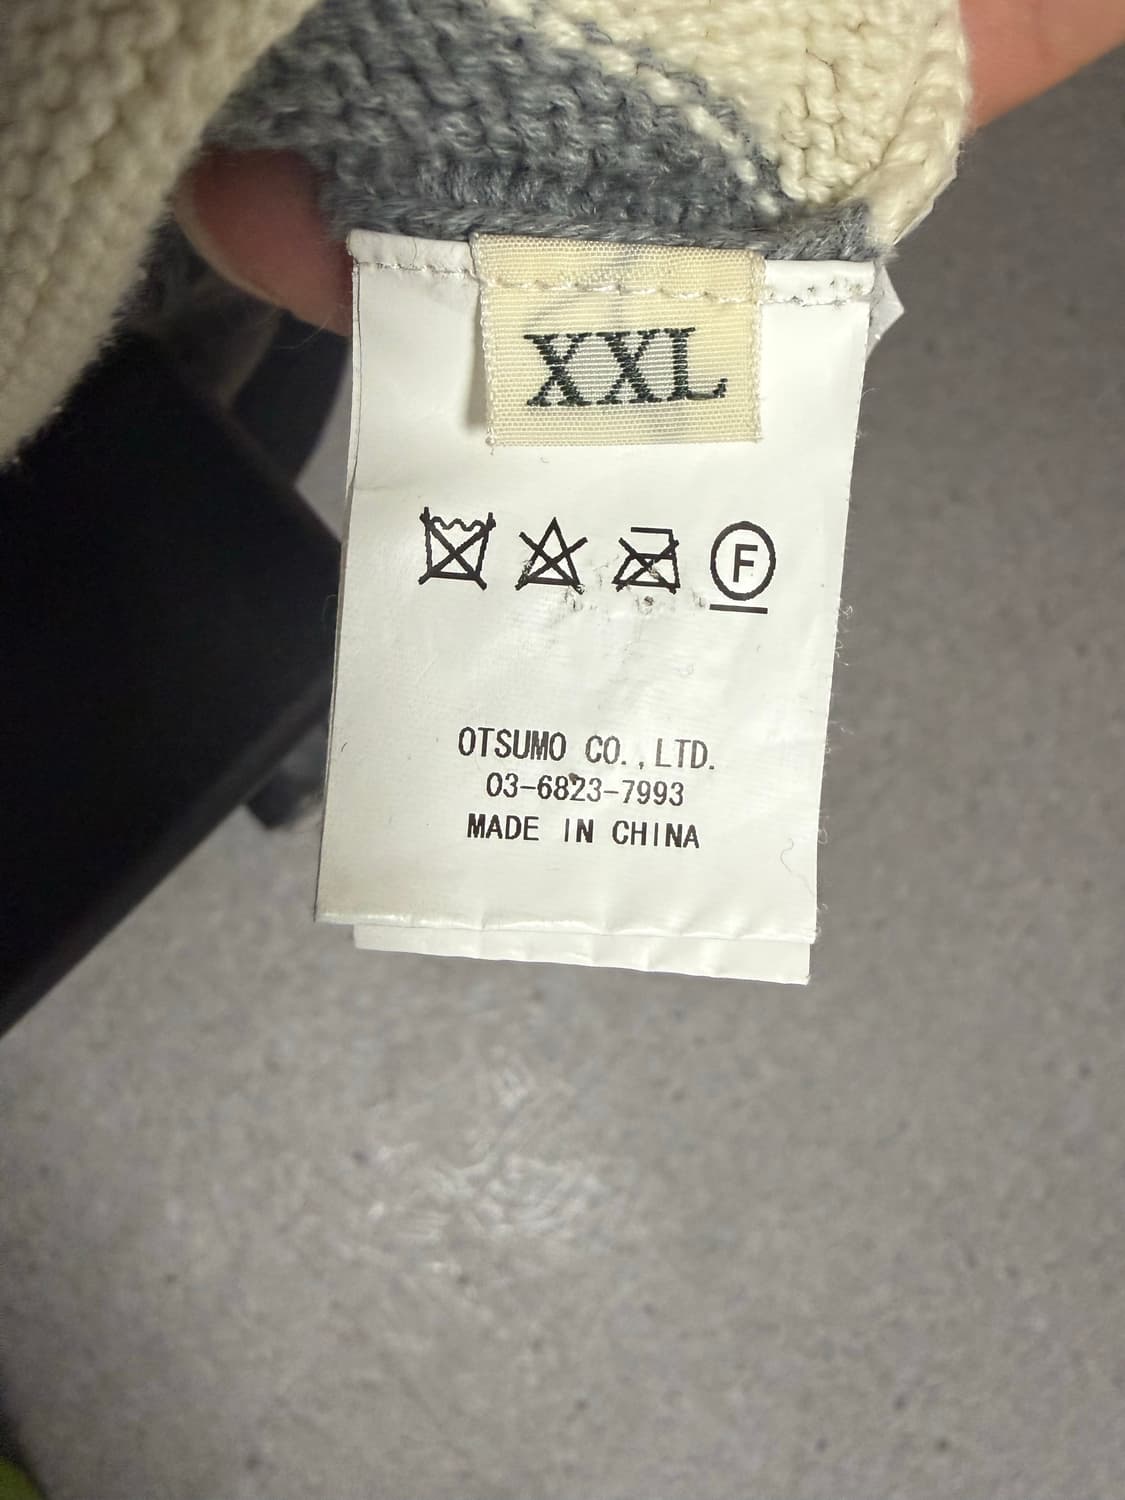 XXL
F
OTSUMO CO.,LTD.
03-6823-7993
MADE IN CHINA